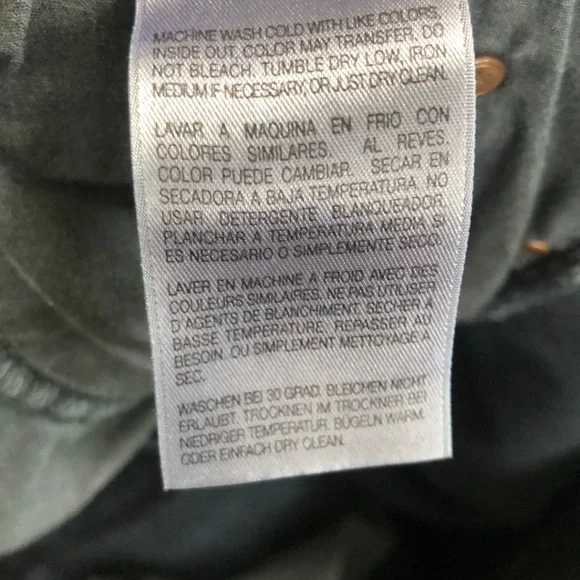 MACHINE WASH COLD WITH LIKE COLORS,
INSIDE OUT. COLOR MAY TRANSFER. DO
NOT BLEACH. TUMBLE DRY LOW, IRON
MEDIUM IF NECESSARY, OR JUST DRY CLEAN.
LAVAR A MAQUINA EN FRIO CON
COLORES SIMILARES. AL REVES.
COLOR PUEDE CAMBIAR. SECAR EN
SECADORA A BAJA TEMPERATURA. NO
USAR DETERGENTE BLANQUEADOR.
PLANCHAR A TEMPERATURA MEDIA SI
ES NECESARIO O SIMPLEMENTE SECO.
LAVER EN MACHINE A FROID AVEC DES
COULEURS SIMILAIRES. NE PAS UTILISER
D'AGENTS DE BLANCHIMENT. SÉCHER À
BASSE TEMPERATURE, REPASSER AU
BESOIN. OU SIMPLEMENT METTOYAGE À
SEC.
WASCHEN BEI 30 GRAD. BLEICHEN NICHT
ERLAUBT. TROCKNEN IM TROCKNER BEI
NIEDRIGER TEMPERATUR. BÜGELN WARM.
ODER EINFACH DRY CLEAN.